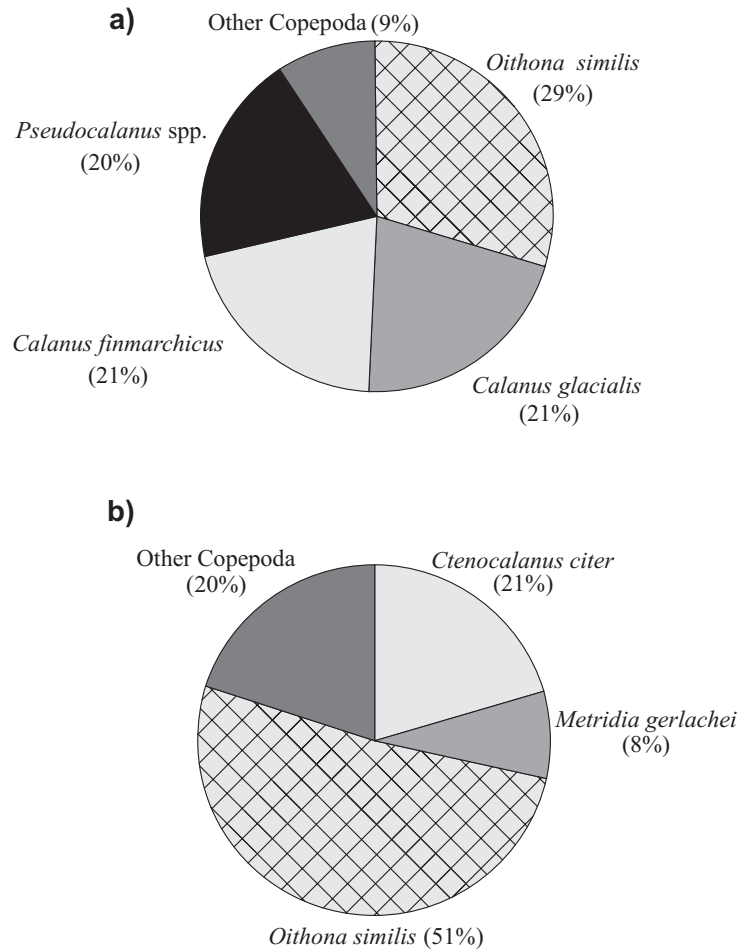 a)
Other Copepoda (9%)
Oithona similis
(29%)
Pseudocalanus spp.
(20%)
Calanus finmarchicus
(21%)
Calanus glacialis
(21%)
b)
Other Copepoda
(20%)
Ctenocalanus citer
(21%)
Metridia gerlachei
(8%)
Oithona similis (51%)